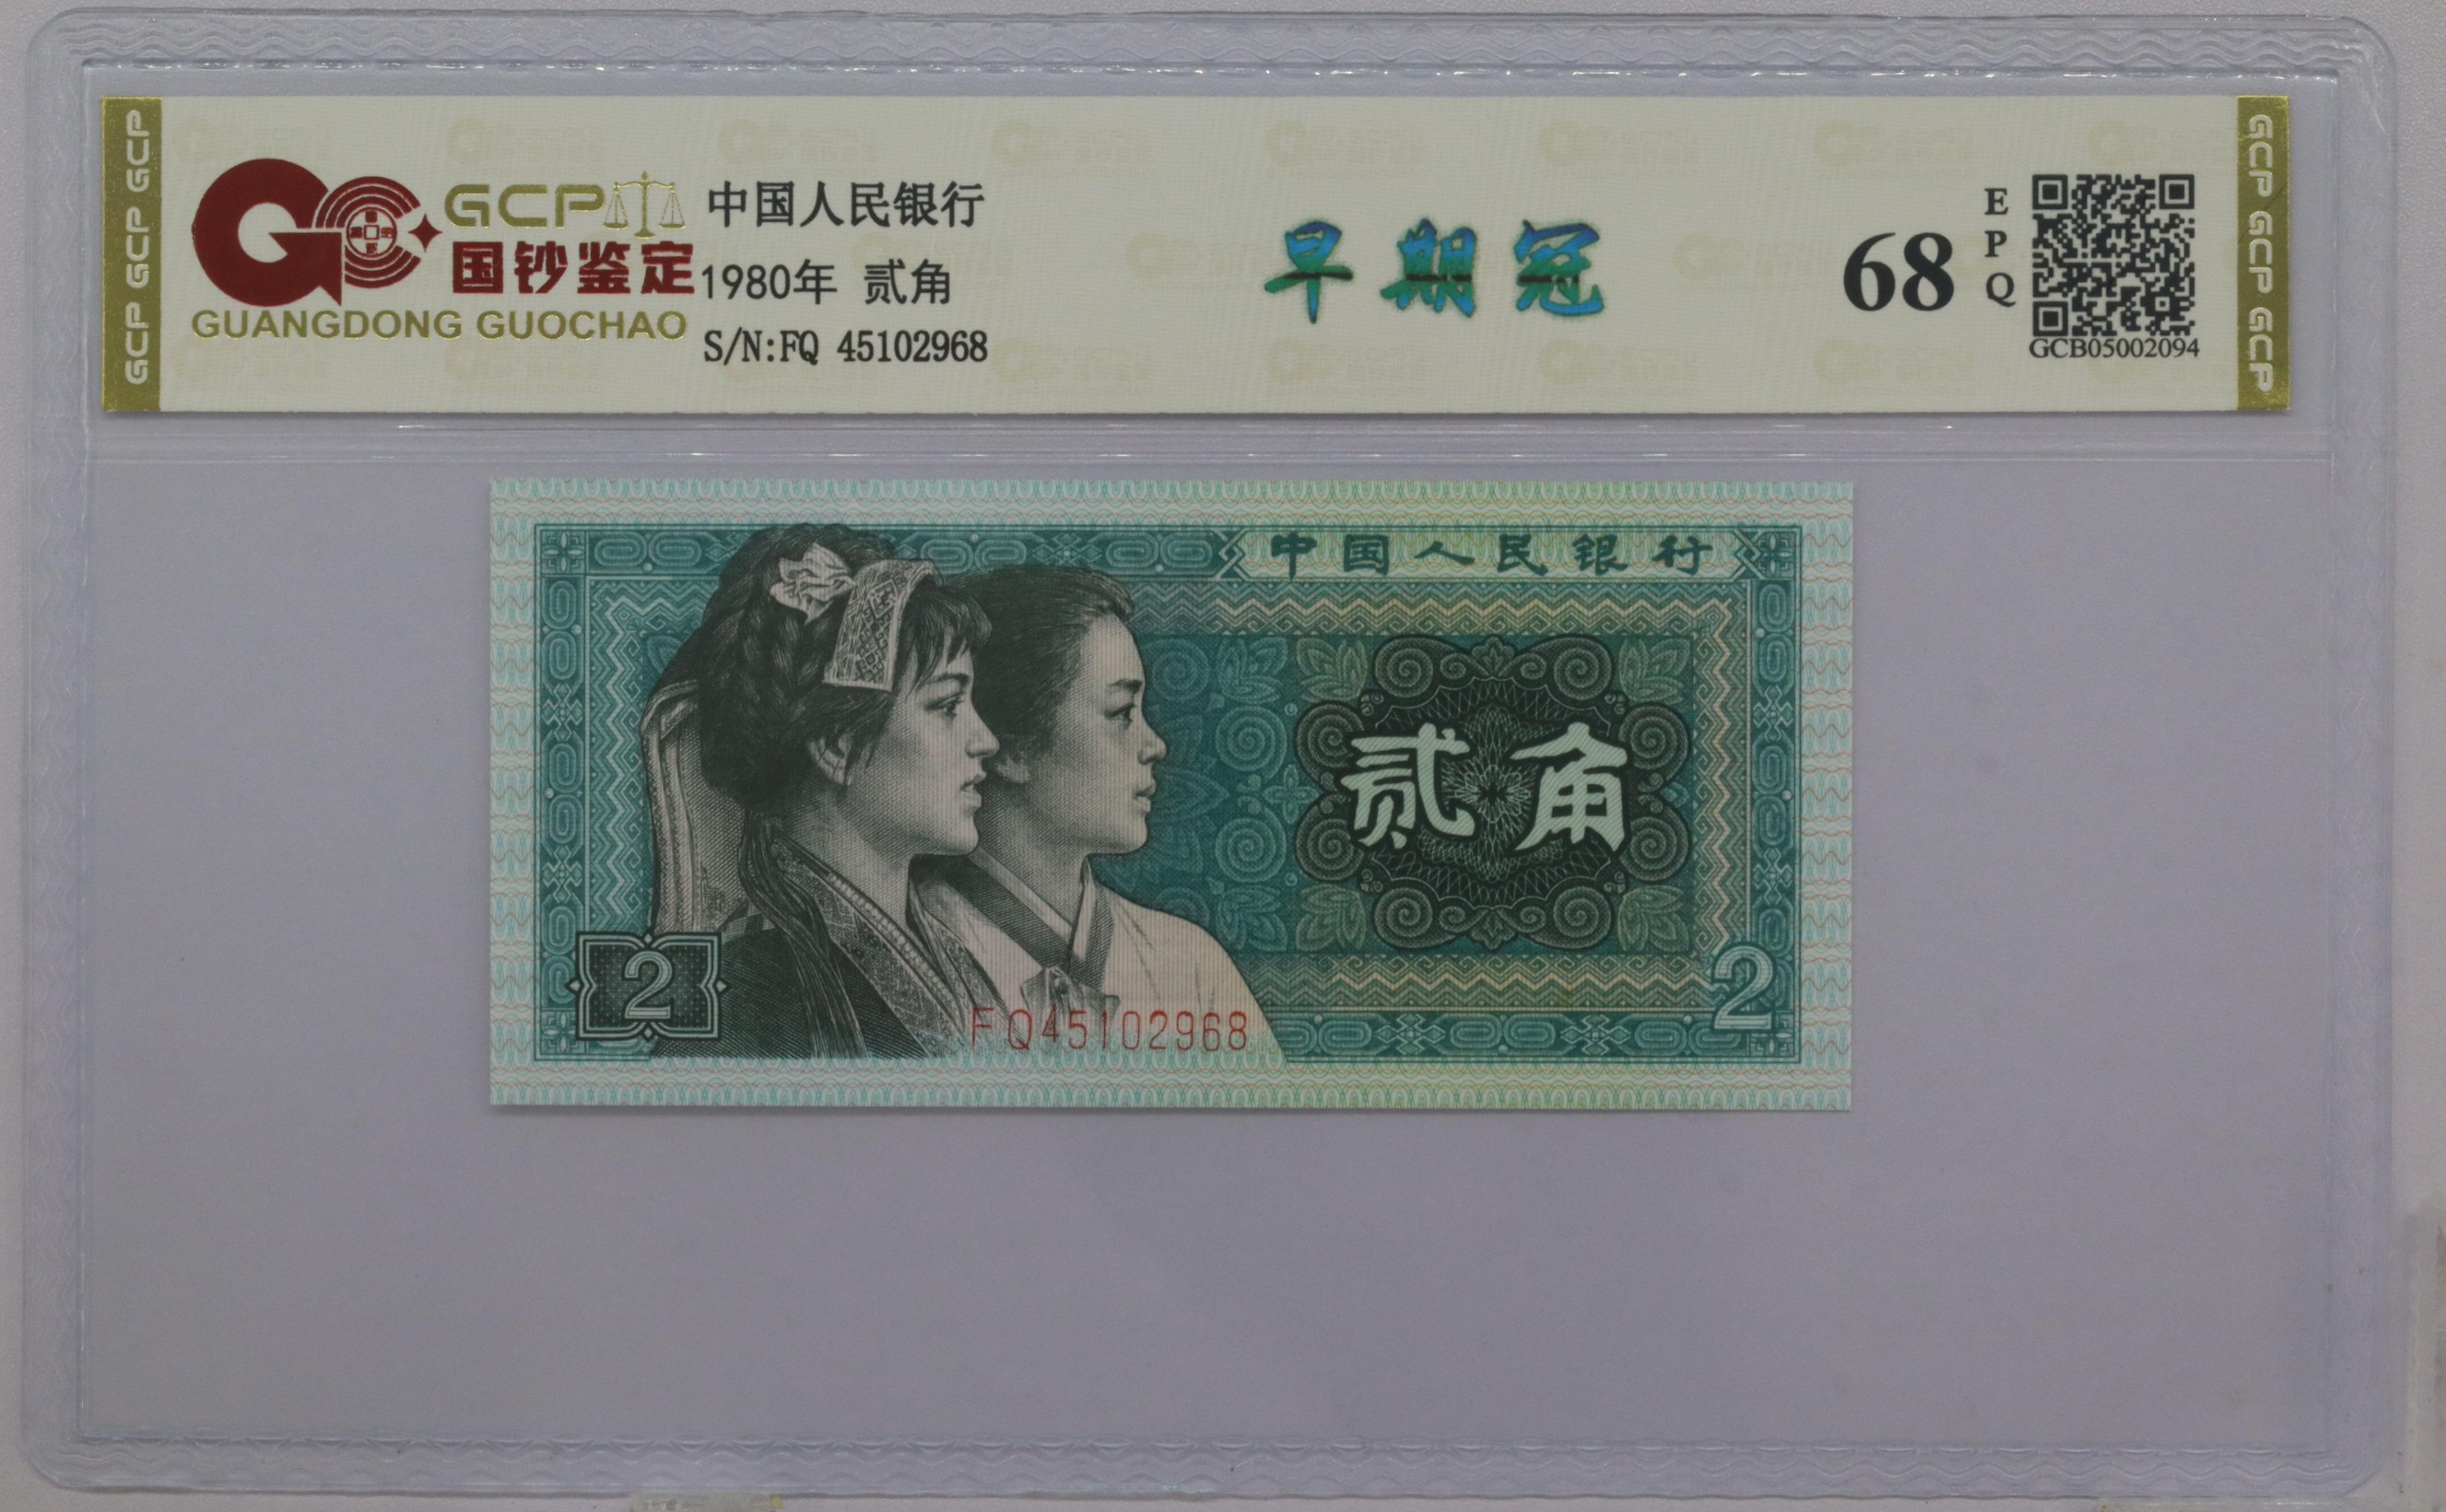 GCP GCP GCP
GCP
国钞鉴定
GUANGDONG GUOCHAO
中国人民银行
1980年 贰角
S/N:FQ 45102968
早期冠
68
EPQ
GCB05002094
GCP GCP GCP
中国人民银行
贰角
2
FQ45102968
2